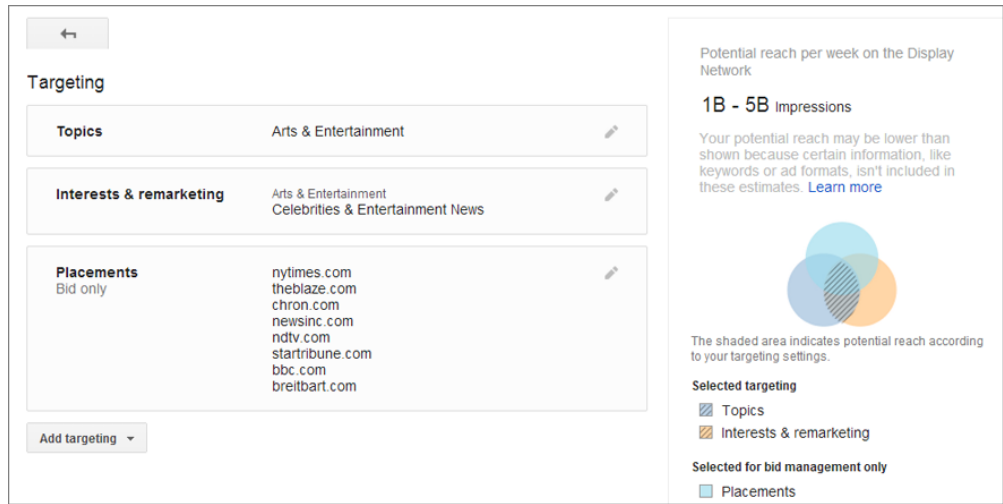 Targeting
Topics
Arts & Entertainment
Interests & remarketing
Arts & Entertainment
Celebrities & Entertainment News
Placements
Bid only
nytimes.com
theblaze.com
chron.com
newsinc.com
ndtv.com
startribune.com
bbc.com
breitbart.com
Add targeting
Potential reach per week on the Display
Network
1B - 5B Impressions
Your potential reach may be lower than
shown because certain information, like
keywords or ad formats, isn't included in
these estimates. Learn more
The shaded area indicates potential reach according
to your targeting settings.
Selected targeting
Topics
Interests & remarketing
Selected for bid management only
Placements